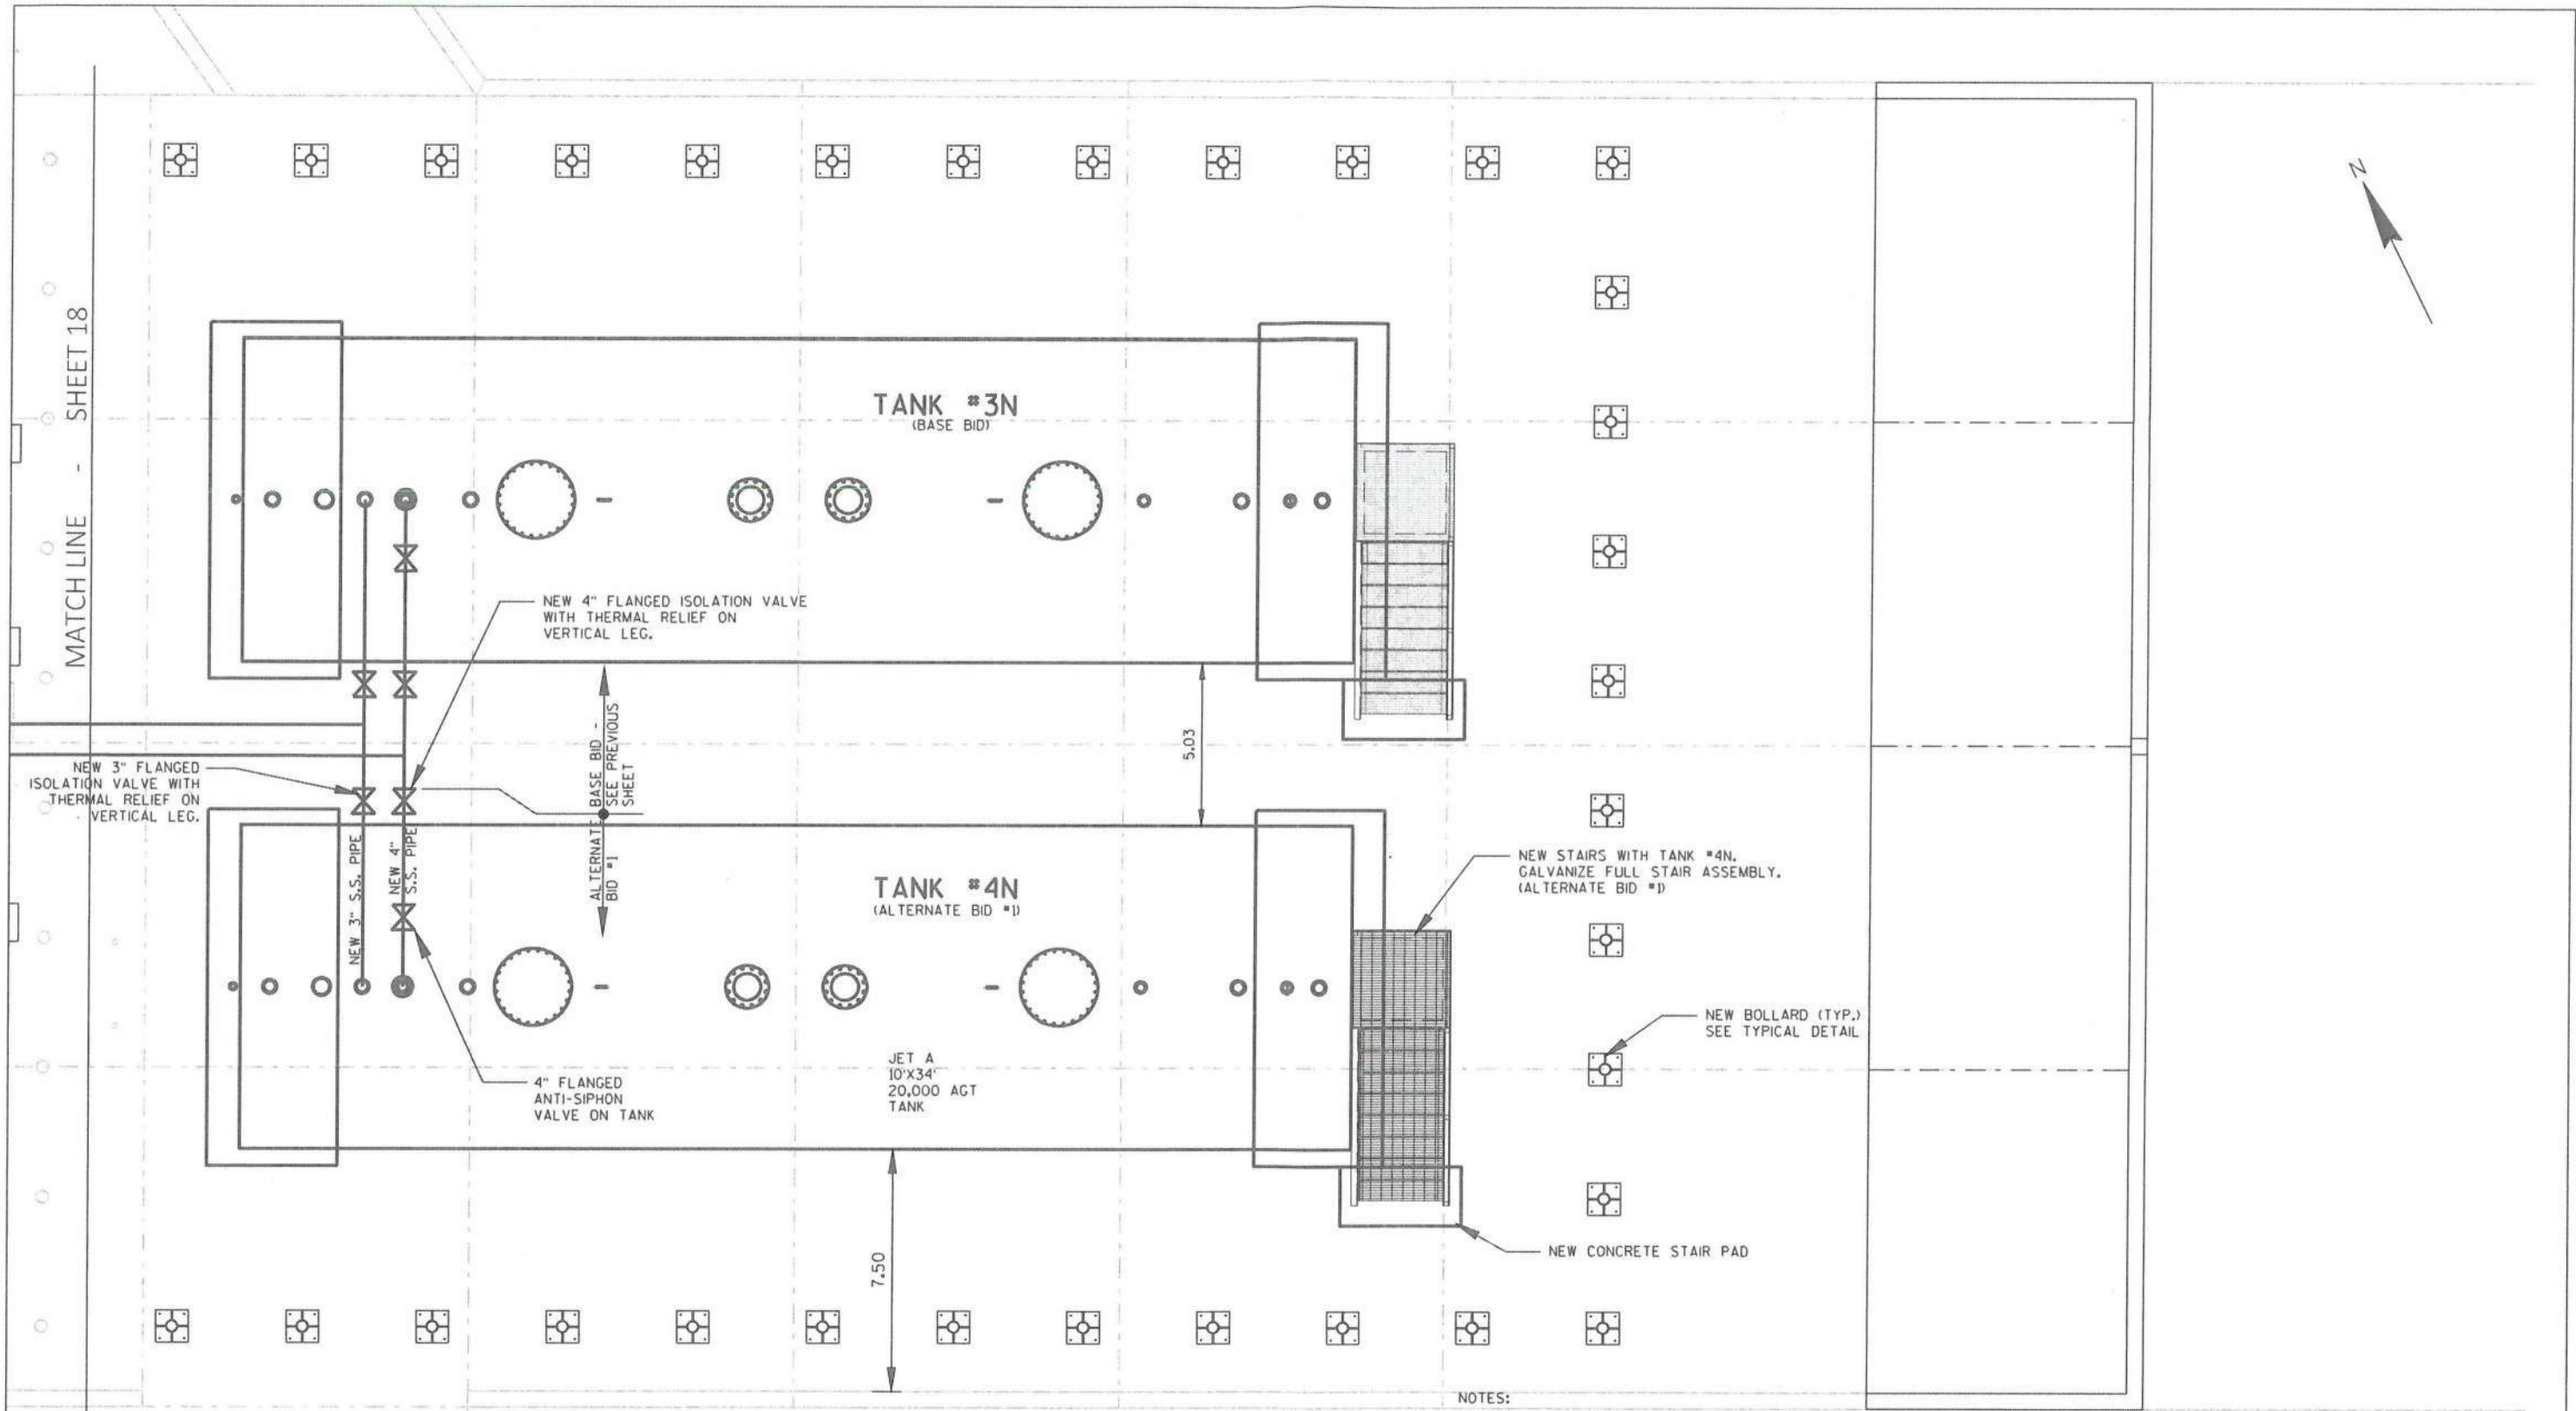 N
MATCH LINE - SHEET 18
TANK #3N
(BASE BID)
NEW 4" FLANGED ISOLATION VALVE
WITH THERMAL RELIEF ON
VERTICAL LEG.
BASE BID -
SEE PREVIOUS
SHEET
5.03
NEW 3" FLANGED
ISOLATION VALVE WITH
THERMAL RELIEF ON
VERTICAL LEG.
NEW 3" S.S. PIPE
NEW 4"
S.S. PIPE
ALTERNATE
BID #1
TANK #4N
(ALTERNATE BID #1)
NEW STAIRS WITH TANK #4N.
GALVANIZE FULL STAIR ASSEMBLY.
(ALTERNATE BID #1)
NEW BOLLARD (TYP.)
SEE TYPICAL DETAIL
JET A
10'X34'
20,000 AGT
TANK
4" FLANGED
ANTI-SIPHON
VALVE ON TANK
NEW CONCRETE STAIR PAD
7.50
NOTES: